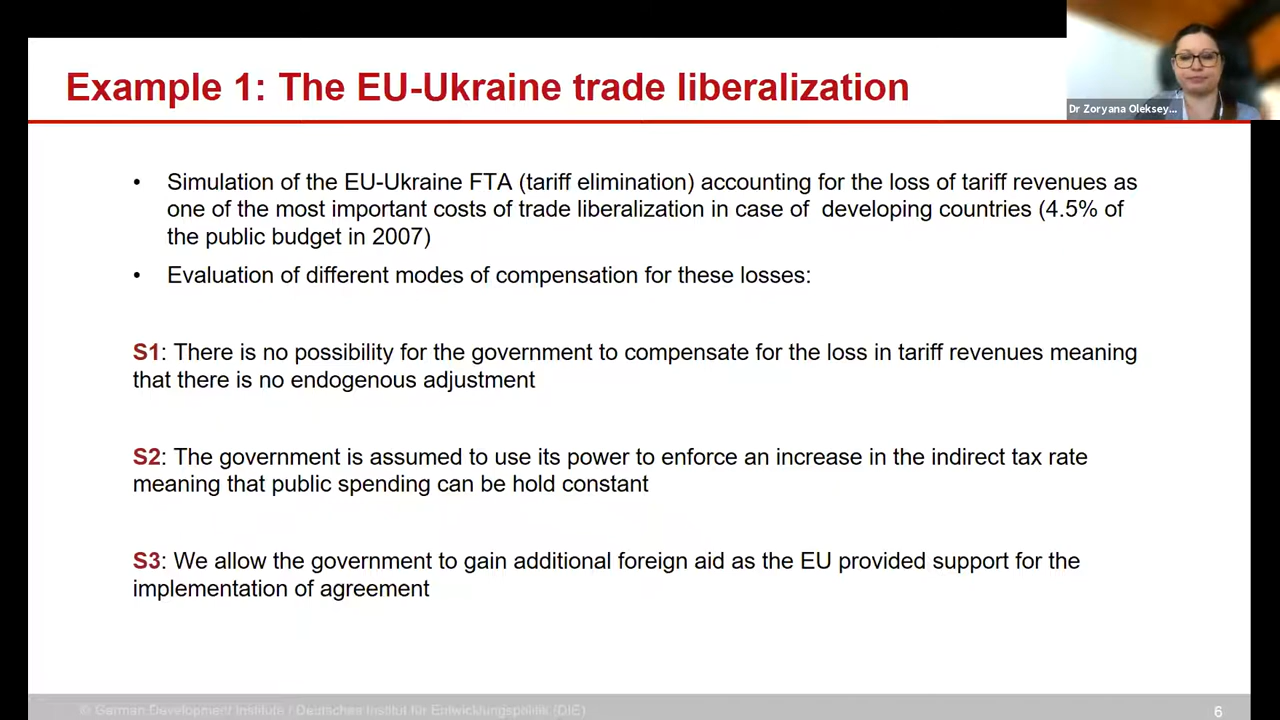 Example 1: The EU-Ukraine trade liberalization
Dr Zoryana Oleksey...
• Simulation of the EU-Ukraine FTA (tariff elimination) accounting for the loss of tariff revenues as
one of the most important costs of trade liberalization in case of developing countries (4.5% of
the public budget in 2007)
• Evaluation of different modes of compensation for these losses:
S1: There is no possibility for the government to compensate for the loss in tariff revenues meaning
that there is no endogenous adjustment
S2: The government is assumed to use its power to enforce an increase in the indirect tax rate
meaning that public spending can be hold constant
S3: We allow the government to gain additional foreign aid as the EU provided support for the
implementation of agreement
© German Development Institute / Deutsches Institut für Entwicklungspolitik (DIE)
6